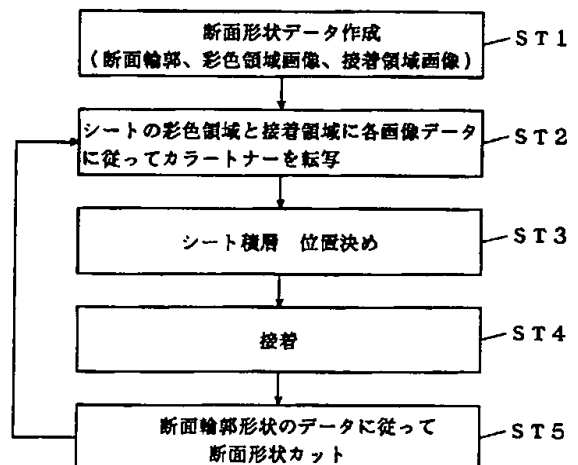 断面形状データ作成
(断面輪郭、彩色領域画像、接着領域画像)
ST1
シートの彩色領域と接着領域に各画像データ
に従ってカラートナーを転写
ST2
シート積層 位置決め
ST3
接着
ST4
断面輪郭形状のデータに従って
断面形状カット
ST5